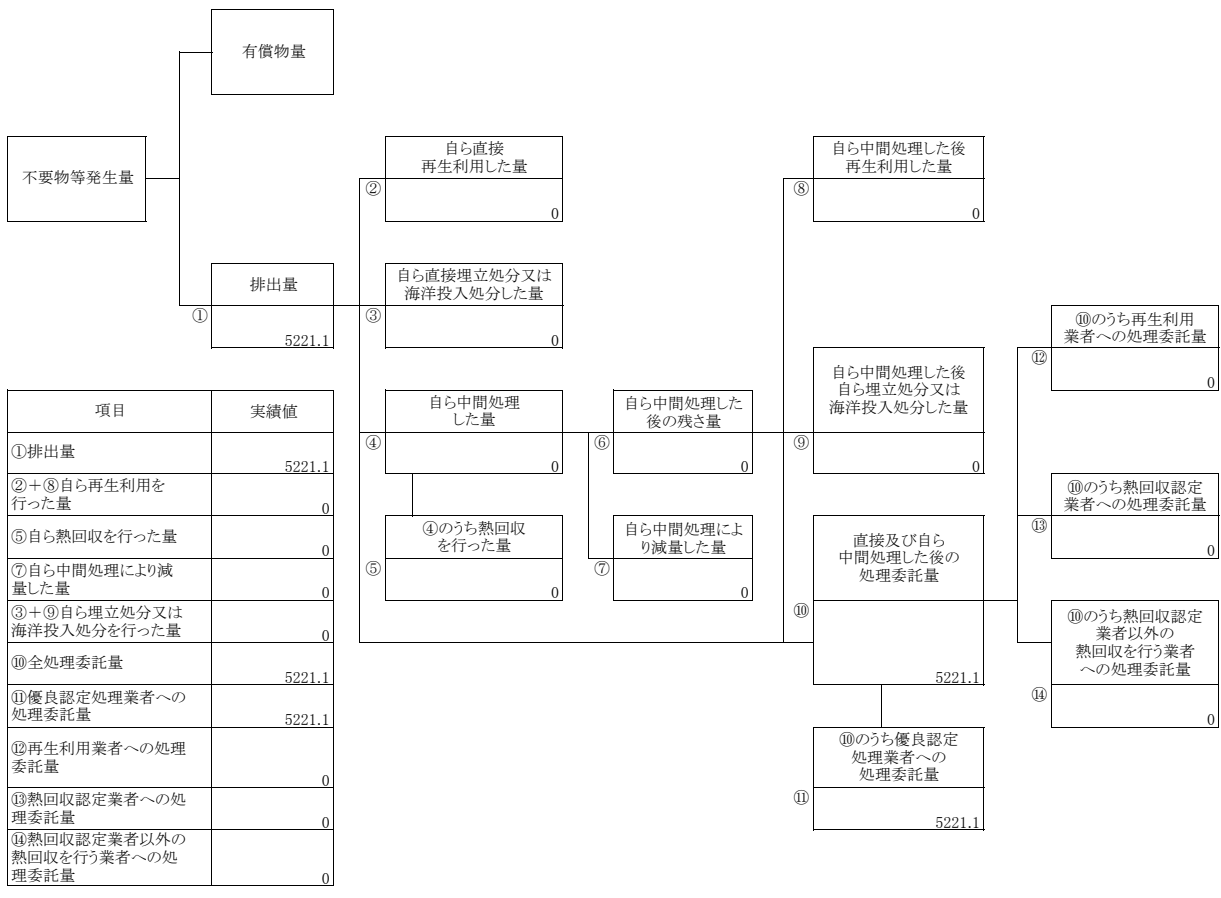 有償物量
不要物等発生量
自ら直接
再生利用した量
②
0
自ら中間処理した後
再生利用した量
⑧
0
排出量
①
5221.1
自ら直接埋立処分又は
海洋投入処分した量
③
0
⑩のうち再生利用
業者への処理委託量
⑫
0
自ら中間処理
した量
④
0
自ら中間処理した
後の残さ量
⑥
0
自ら中間処理した後
自ら埋立処分又は
海洋投入処分した量
⑨
0
⑩のうち熱回収認定
業者への処理委託量
⑬
0
④のうち熱回収
を行った量
⑤
0
自ら中間処理によ
り減量した量
⑦
0
直接及び自ら
中間処理した後の
処理委託量
⑩
5221.1
⑩のうち熱回収認定
業者以外の
熱回収を行う業者
への処理委託量
⑭
0
⑩のうち優良認定
処理業者への
処理委託量
⑪
5221.1
項目 実績値
①排出量
5221.1
②+⑧自ら再生利用を
行った量
0
⑤自ら熱回収を行った量
0
⑦自ら中間処理により減
量した量
0
③+⑨自ら埋立処分又は
海洋投入処分を行った量
0
⑩全処理委託量
5221.1
⑪優良認定処理業者への
処理委託量
5221.1
⑫再生利用業者への処理
委託量
0
⑬熱回収認定業者への処
理委託量
0
⑭熱回収認定業者以外の
熱回収を行う業者への処
理委託量
0